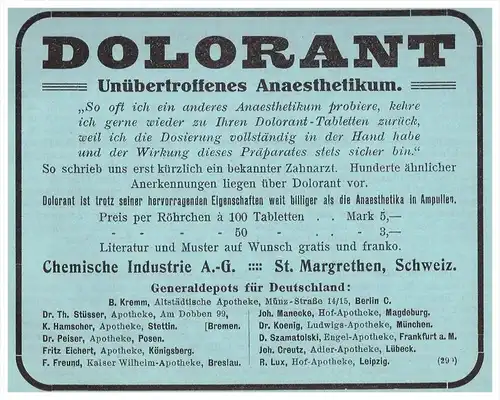 DOLORANT
Unübertroffenes Anaesthetikum.
„So oft ich ein anderes Anaesthetikum probiere, kehre
ich gerne wieder zu Ihren Dolorant-Tabletten zurück,
weil ich die Dosierung vollständig in der Hand habe
und der Wirkung dieses Präparates stets sicher bin.“
So schrieb uns erst kürzlich ein bekannter Zahnarzt. Hunderte ähnlicher
Anerkennungen liegen über Dolorant vor.
Dolorant ist trotz seiner hervorragenden Eigenschaften weit billiger als die Anaesthetika in Ampullen.
Preis per Röhrchen à 100 Tabletten . . Mark 5,—
- - - 50 - . . - 3,—
Literatur und Muster auf Wunsch gratis und franko.
Chemische Industrie A.-G. :::: St. Margrethen, Schweiz.
Generaldepots für Deutschland:
B. Kremm, Altstädtische Apotheke, Münz-Straße 14/15, Berlin C.
Dr. Th. Stüsser, Apotheke, Am Dobben 99,
K. Hamscher, Apotheke, Stettin. [Bremen.
Dr. Peiser, Apotheke, Posen.
Fritz Eichert, Apotheke, Königsberg.
F. Freund, Kaiser Wilhelm-Apotheke, Breslau.
Joh. Manecke, Hof-Apotheke, Magdeburg.
Dr. Koenig, Ludwigs-Apotheke, München.
D. Szamatolski, Engel-Apotheke, Frankfurt a. M.
Joh. Creutz, Adler-Apotheke, Lübeck.
R. Lux, Hof-Apotheke, Leipzig. (29